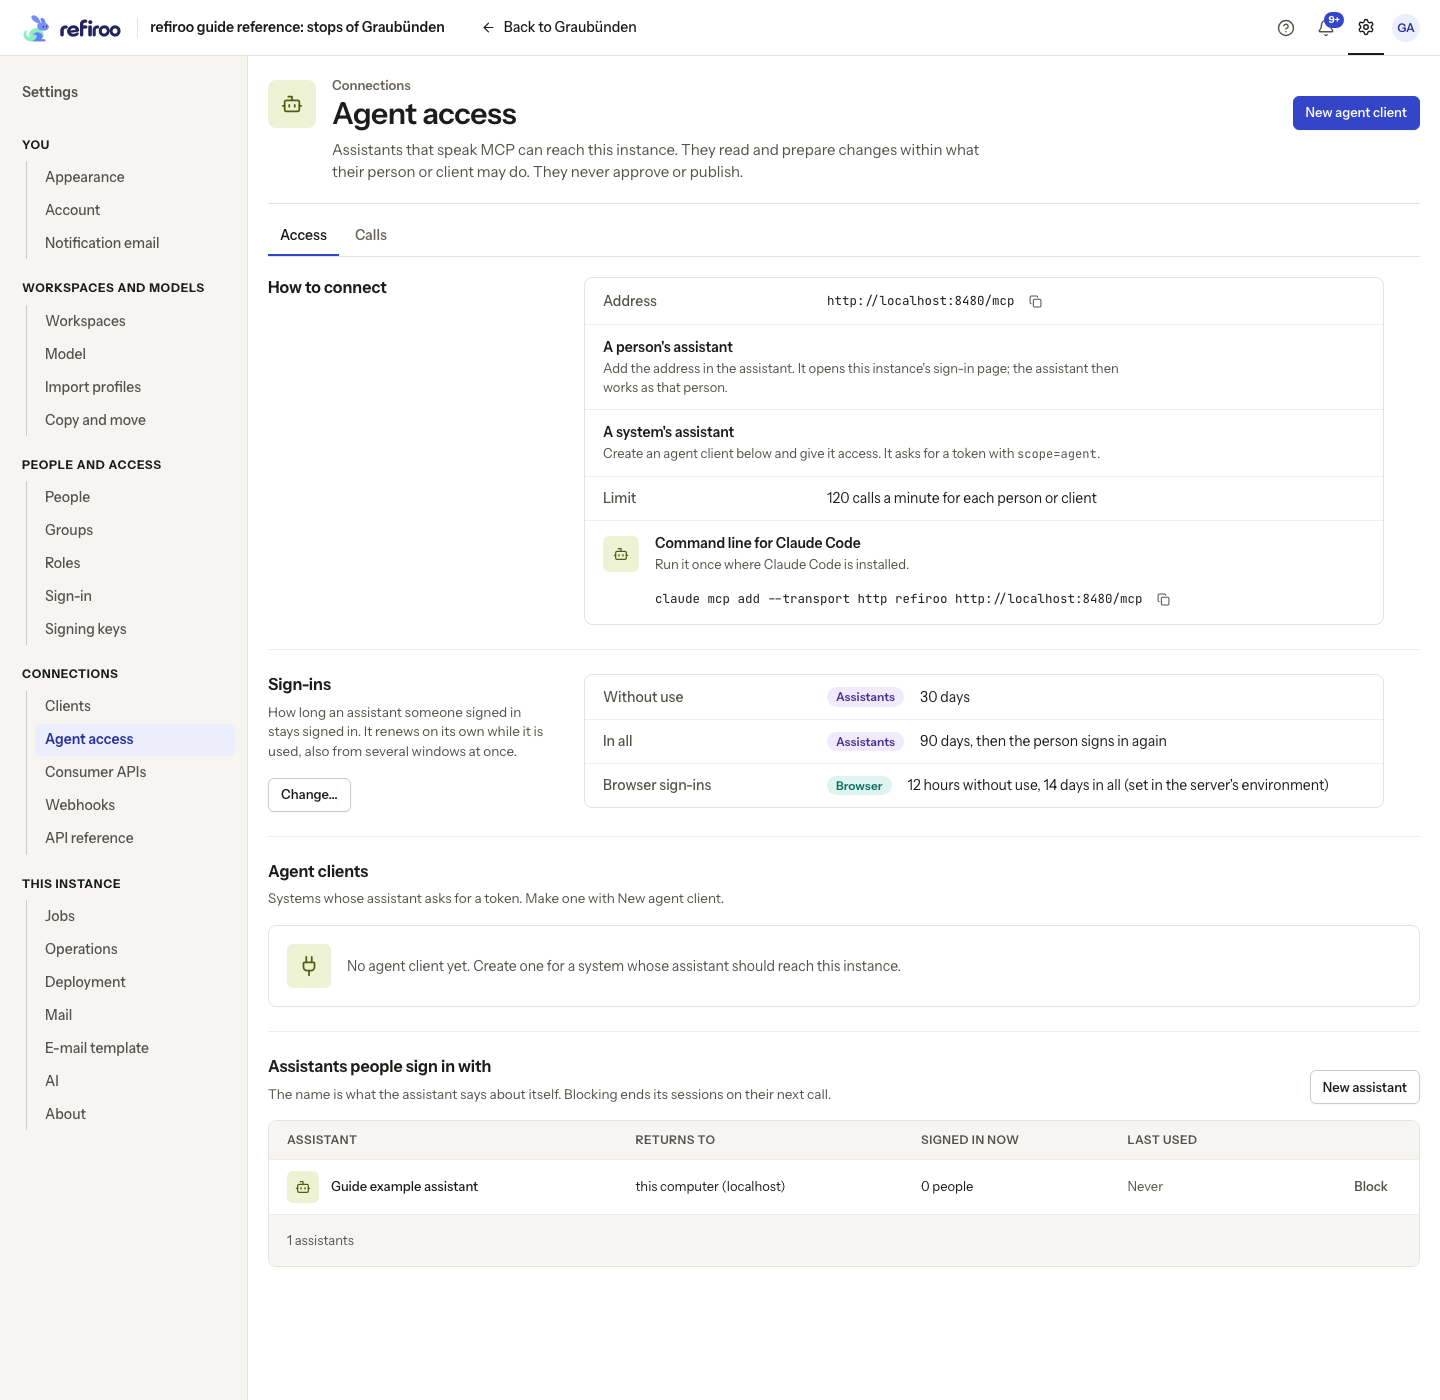 refiroo
refiroo guide reference: stops of Graubünden
Back to Graubünden
9+
GA
Settings
YOU
Appearance
Account
Notification email
WORKSPACES AND MODELS
Workspaces
Model
Import profiles
Copy and move
PEOPLE AND ACCESS
People
Groups
Roles
Sign-in
Signing keys
CONNECTIONS
Clients
Agent access
Consumer APIs
Webhooks
API reference
THIS INSTANCE
Jobs
Operations
Deployment
Mail
E-mail template
AI
About
Connections
Agent access
New agent client
Assistants that speak MCP can reach this instance. They read and prepare changes within what
their person or client may do. They never approve or publish.
Access
Calls
How to connect
Address
http://localhost:8480/mcp
A person's assistant
Add the address in the assistant. It opens this instance's sign-in page; the assistant then
works as that person.
A system's assistant
Create an agent client below and give it access. It asks for a token with scope=agent.
Limit
120 calls a minute for each person or client
Command line for Claude Code
Run it once where Claude Code is installed.
claude mcp add --transport http refiroo http://localhost:8480/mcp
Sign-ins
How long an assistant someone signed in
stays signed in. It renews on its own while it is
used, also from several windows at once.
Change...
Without use
Assistants
30 days
In all
Assistants
90 days, then the person signs in again
Browser sign-ins
Browser
12 hours without use, 14 days in all (set in the server's environment)
Agent clients
Systems whose assistant asks for a token. Make one with New agent client.
No agent client yet. Create one for a system whose assistant should reach this instance.
Assistants people sign in with
The name is what the assistant says about itself. Blocking ends its sessions on their next call.
New assistant
ASSISTANT
RETURNS TO
SIGNED IN NOW
LAST USED
Guide example assistant
this computer (localhost)
0 people
Never
Block
1 assistants